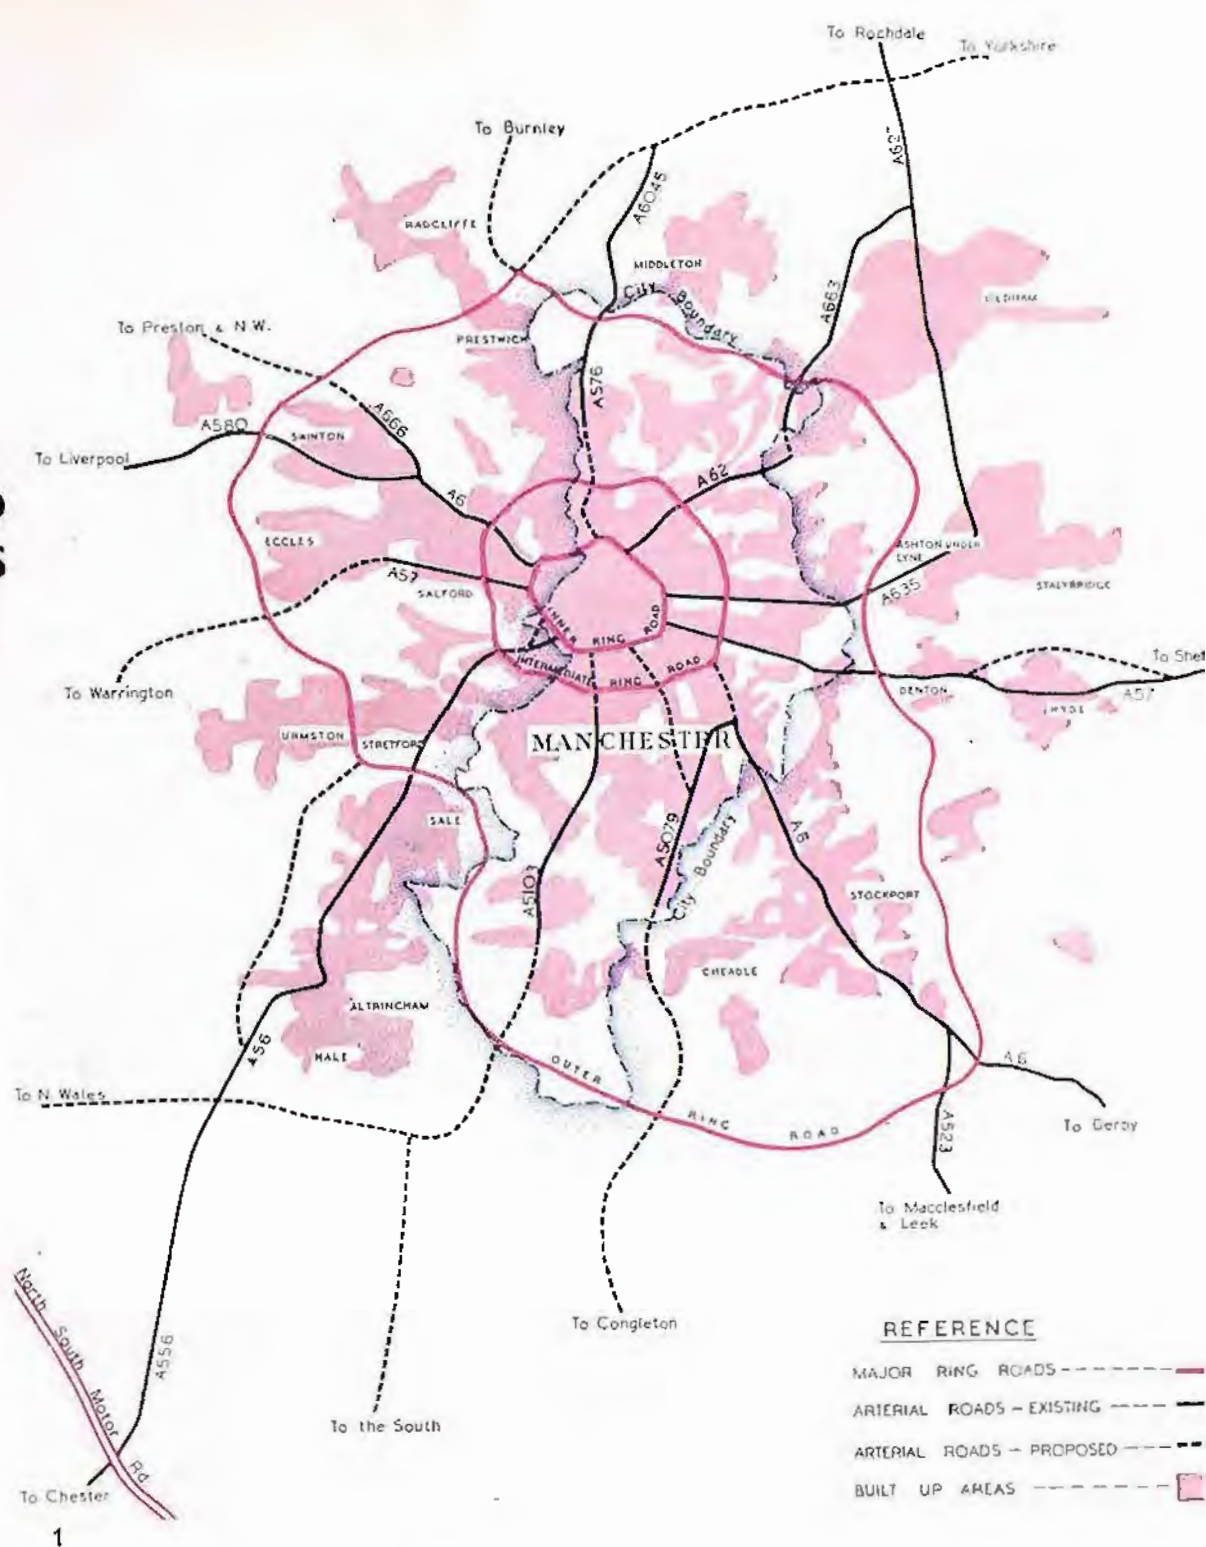 To Rochdale
To Yorkshire
To Burnley
A6045
RADCLIFFE
MIDDLETON
City Boundary
A663
To Preston & N.W.
PRESTWICH
A576
A666
A580
To Liverpool
A62
A6
ECCLES
ASHTON UNDER
LYNE
A57
SALFORD
A635
STALYBRIDGE
INNER RING ROAD
INTERMEDIATE RING ROAD
To Warrington
DENTON
HYDE
A57
URMSTON
STRETFORD
MANCHESTER
SALE
A5079
City Boundary
A6
STOCKPORT
CHEADLE
ALTRINCHAM
HALE
A56
OUTER RING ROAD
A6
To N. Wales
A523
To Derby
To Macclesfield
& Leek
To Congleton
A556
North South Motor Rd.
To the South
To Chester
REFERENCE
MAJOR RING ROADS
ARTERIAL ROADS – EXISTING
ARTERIAL ROADS – PROPOSED
BUILT UP AREAS
1